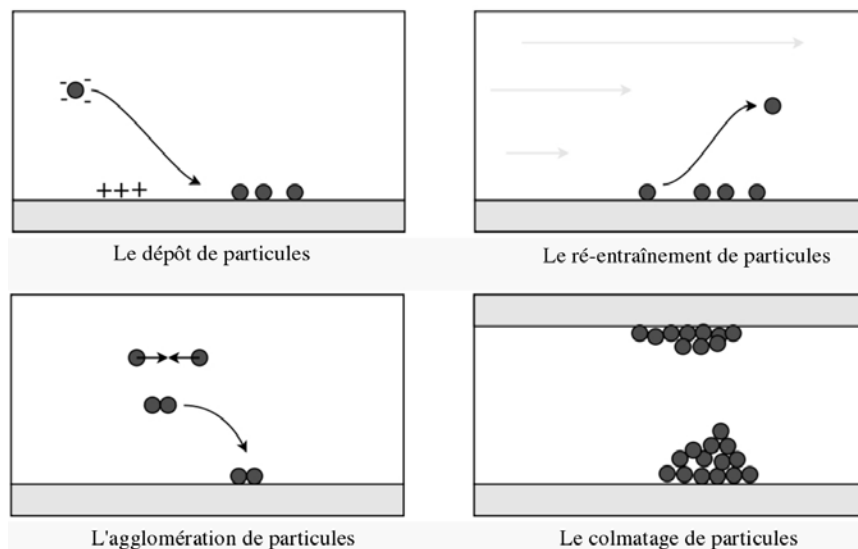 - - - -
+++
Le dépôt de particules
Le ré-entraînement de particules
L'agglomération de particules
Le colmatage de particules